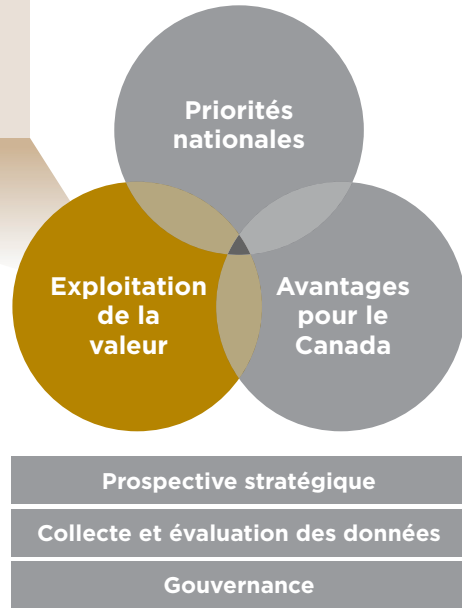 Priorités
nationales
Exploitation
de la
valeur
Avantages
pour le
Canada
Prospective stratégique
Collecte et évaluation des données
Gouvernance